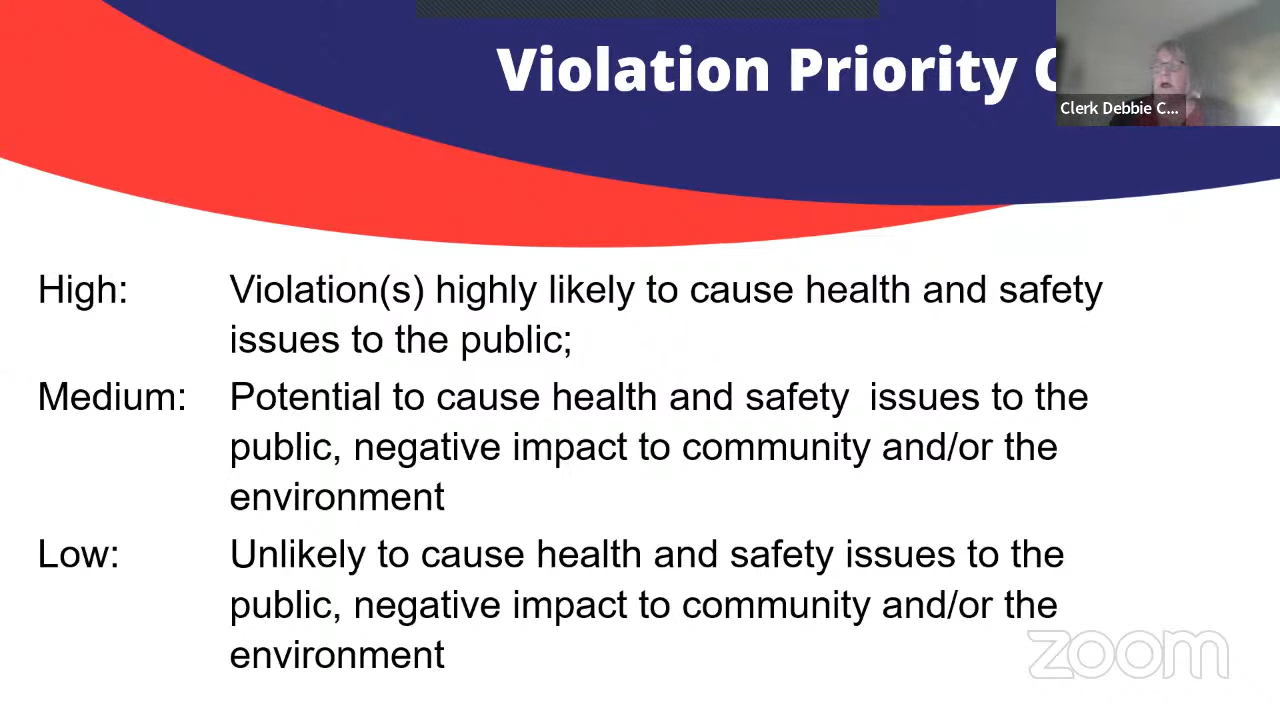 Violation Priority
Clerk Debbie C...
High: Violation(s) highly likely to cause health and safety
issues to the public;
Medium: Potential to cause health and safety issues to the
public, negative impact to community and/or the
environment
Low: Unlikely to cause health and safety issues to the
public, negative impact to community and/or the
environment
zoom